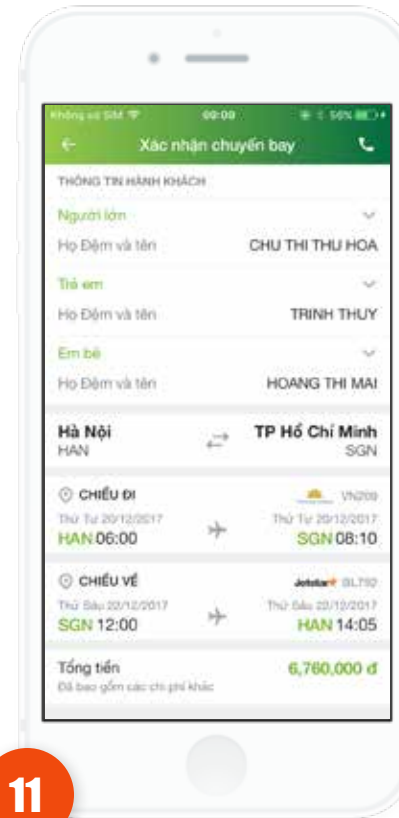 Không có SIM 09:09 56%
Xác nhận chuyến bay
THÔNG TIN HÀNH KHÁCH
Người lớn
Họ Đệm và tên CHU THI THU HOA
Trẻ em
Họ Đệm và tên TRINH THUY
Em bé
Họ Đệm và tên HOANG THI MAI
Hà Nội TP Hồ Chí Minh
HAN SGN
CHIỀU ĐI VN209
Thứ Tư 20/12/2017 Thứ Tư 20/12/2017
HAN 06:00 SGN 08:10
CHIỀU VỀ Jetstar BL792
Thứ Sáu 22/12/2017 Thứ Sáu 22/12/2017
SGN 12:00 HAN 14:05
Tổng tiền 6,760,000 đ
Đã bao gồm các chi phí khác
11